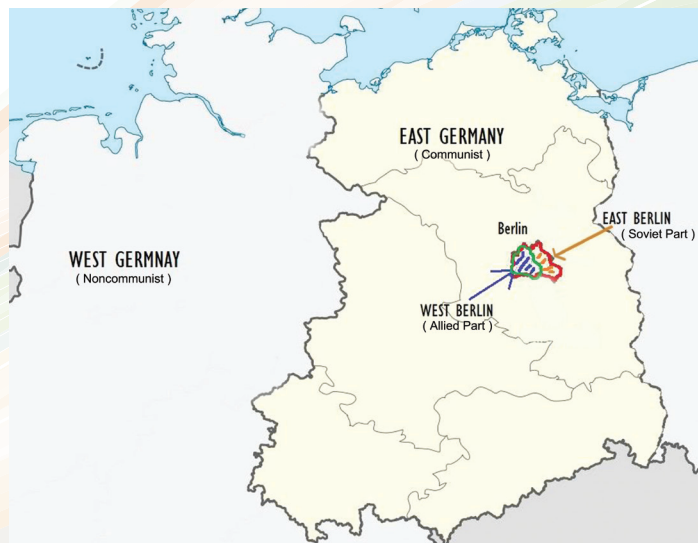 EAST GERMANY
( Communist )
EAST BERLIN
( Soviet Part )
Berlin
WEST GERMNAY
( Noncommunist )
WEST BERLIN
( Allied Part )